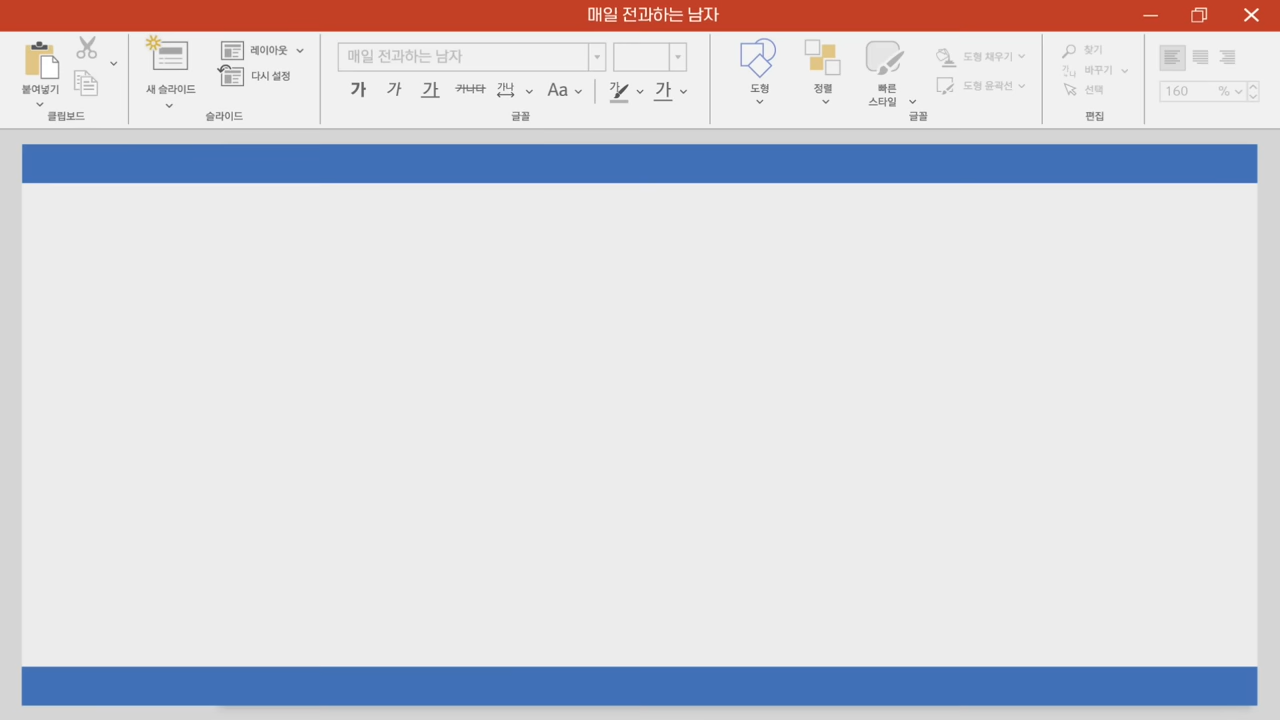 매일 전과하는 남자
붙여넣기
클립보드
새 슬라이드
레이아웃
다시 설정
슬라이드
매일 전과하는 남자
가 가 가 가나다 간나 Aa 가 가
글꼴
도형
정렬
빠른
스타일
도형 채우기
도형 윤곽선
글꼴
찾기
바꾸기
선택
편집
160 %